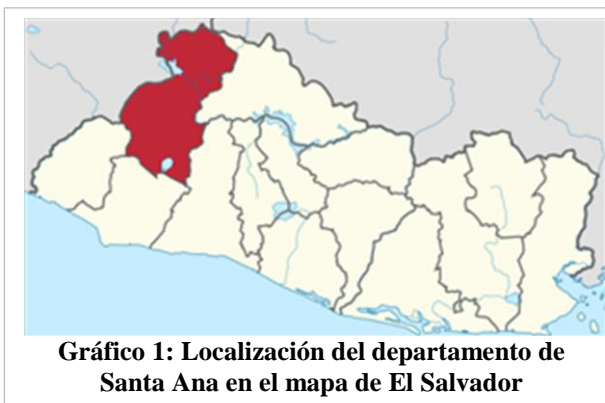 Gráfico 1: Localización del departamento de
Santa Ana en el mapa de El Salvador